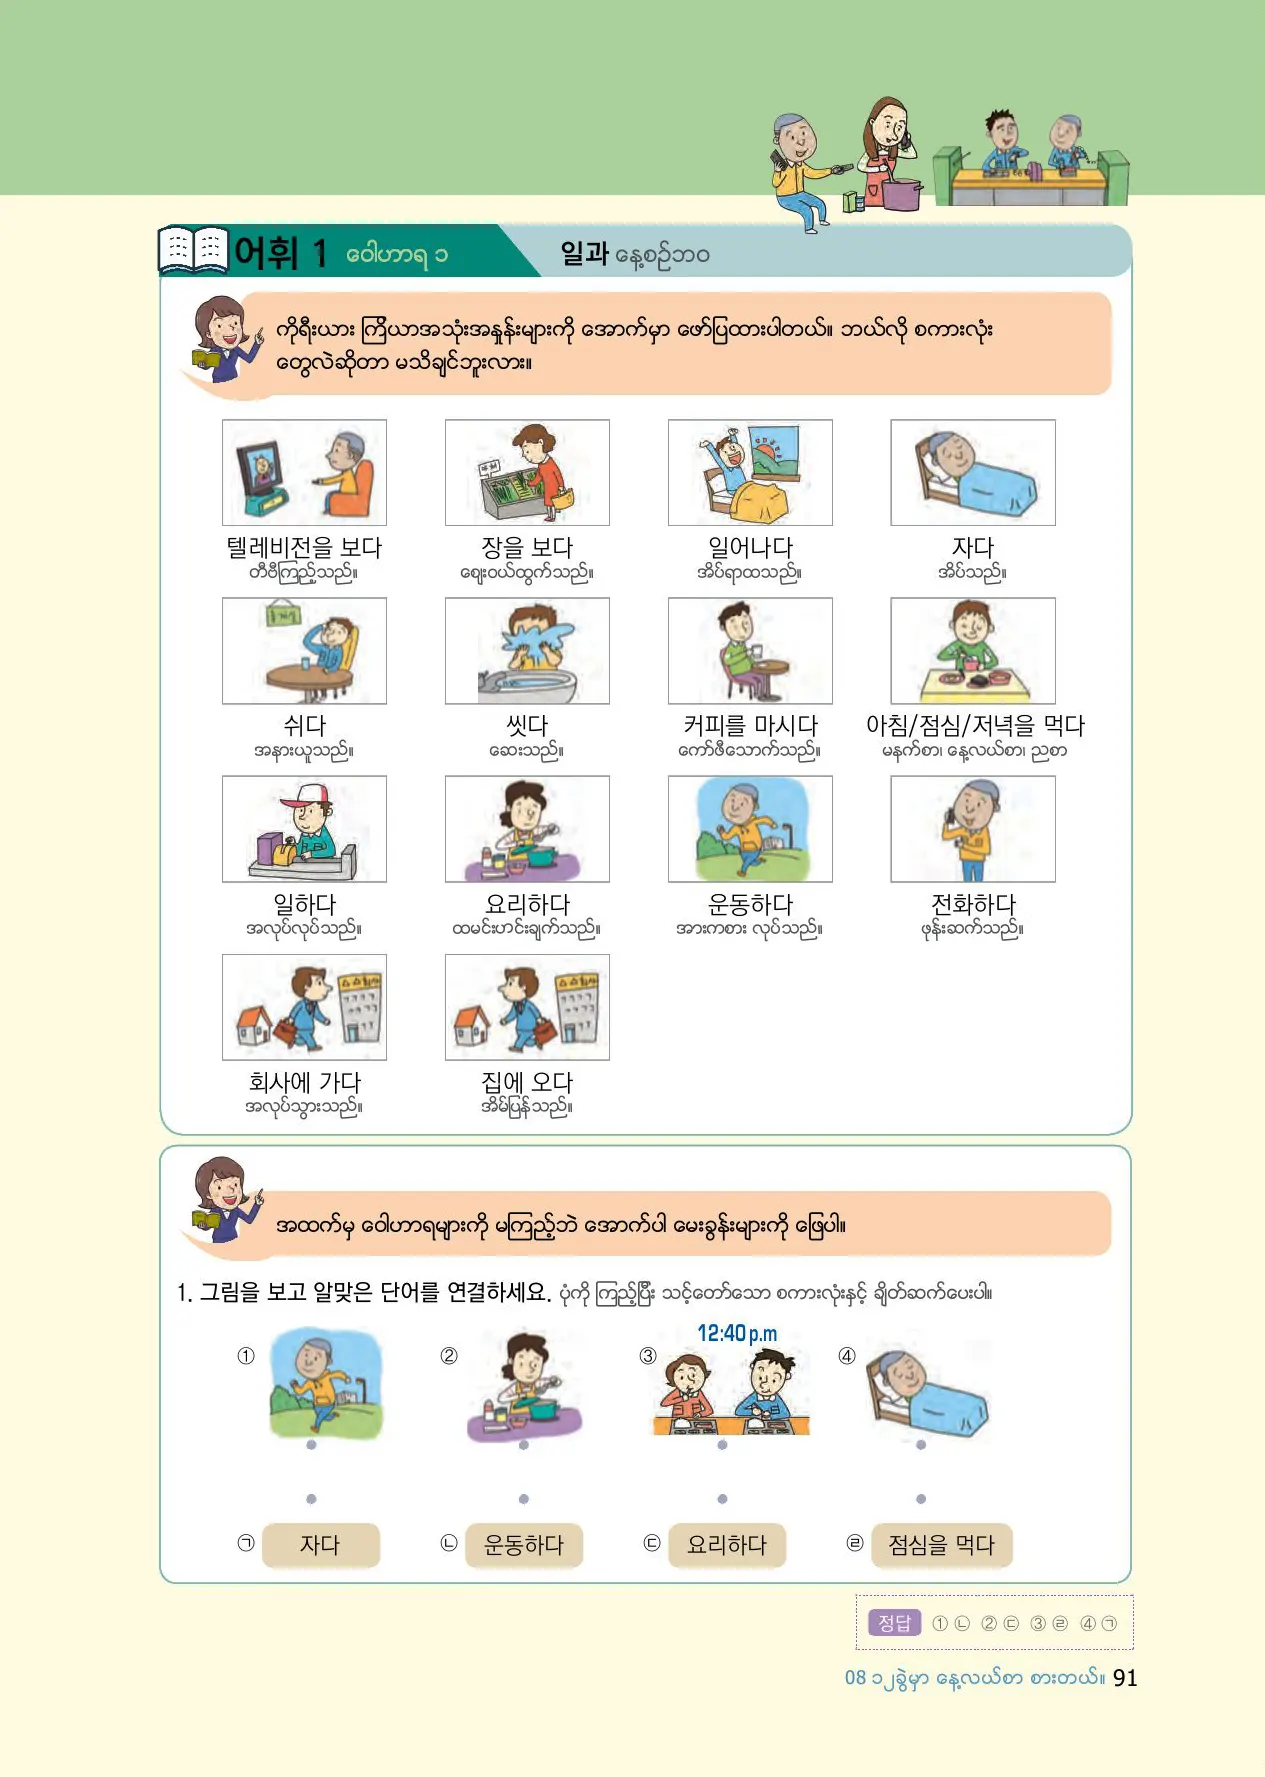 어휘 1 ဝေါဟာရ ၁
일과 နေ့စဉ်ဘဝ
ကိုရီးယား ကြိယာအသုံးအနှုန်းများကို အောက်မှာ ဖော်ပြထားပါတယ်။ ဘယ်လို စကားလုံး
တွေလဲဆိုတာ မသိချင်ဘူးလား။
텔레비전을 보다 장을 보다 일어나다 자다
တီဗီကြည့်သည်။ ဈေးဝယ်ထွက်သည်။ အိပ်ရာထသည်။ အိပ်သည်။
쉬다 씻다 커피를 마시다 아침/점심/저녁을 먹다
အနားယူသည်။ ဆေးသည်။ ကော်ဖီသောက်သည်။ မနက်စာ၊ နေ့လယ်စာ၊ ညစာ
일하다 요리하다 운동하다 전화하다
အလုပ်လုပ်သည်။ ထမင်းဟင်းချက်သည်။ အားကစား လုပ်သည်။ ဖုန်းဆက်သည်။
회사에 가다 집에 오다
အလုပ်သွားသည်။ အိမ်ပြန်သည်။
အထက်မှ ဝေါဟာရများကို မကြည့်ဘဲ အောက်ပါ မေးခွန်းများကို ဖြေပါ။
1. 그림을 보고 알맞은 단어를 연결하세요. ပုံကို ကြည့်ပြီး သင့်တော်သော စကားလုံးနှင့် ချိတ်ဆက်ပေးပါ။
12:40 p.m
① ② ③ ④
㉠ 자다 ㉡ 운동하다 ㉢ 요리하다 ㉣ 점심을 먹다
정답 ① ㉡ ② ㉢ ③ ㉣ ④ ㉠
08 ၁၂ခွဲမှာ နေ့လယ်စာ စားတယ်။ 91